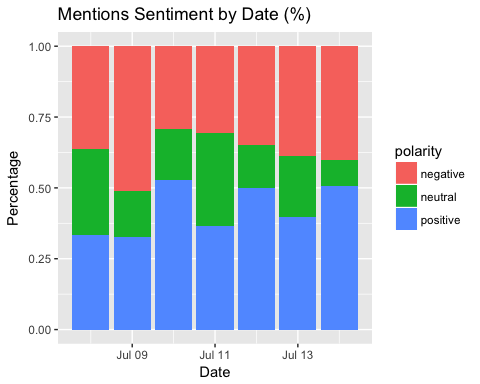 Mentions Sentiment by Date (%)
1.00
0.75
0.50
0.25
0.00
Percentage
Jul 09
Jul 11
Jul 13
Date
polarity
negative
neutral
positive